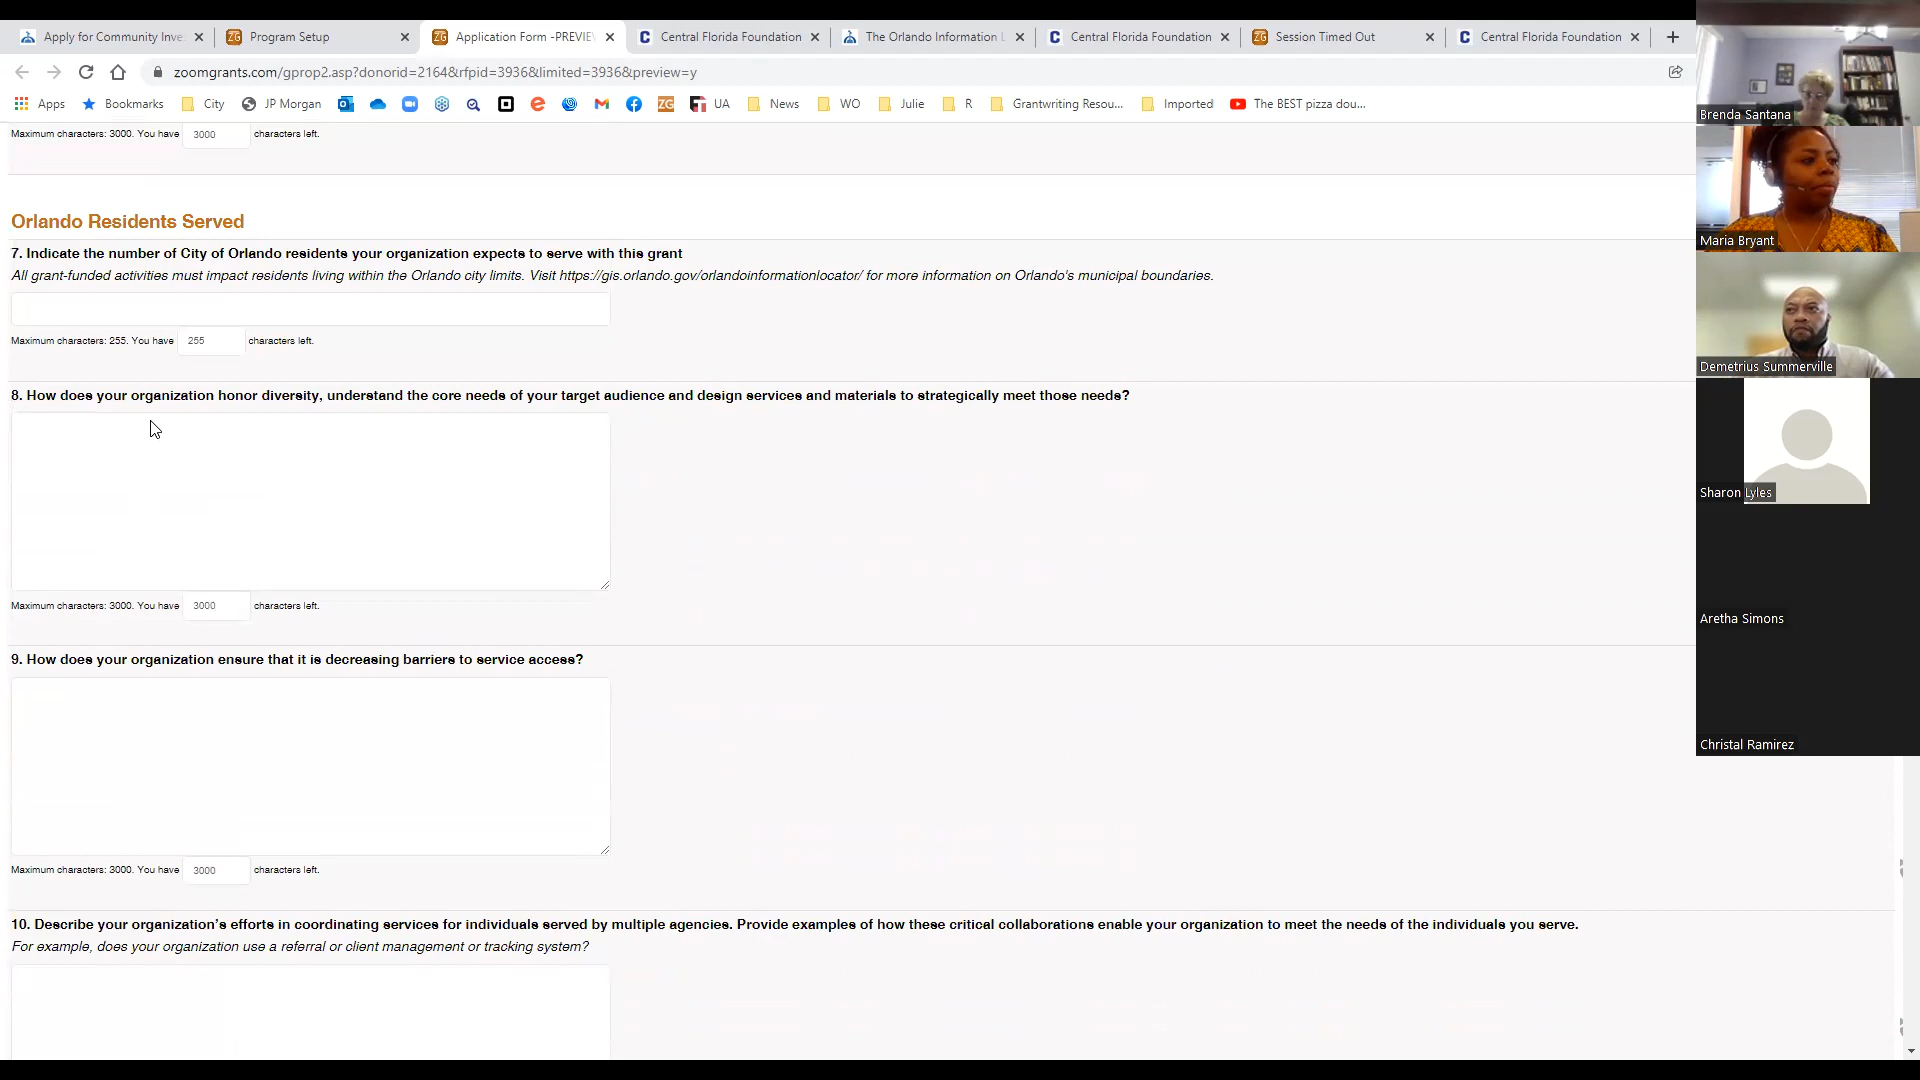 Apply for Community Inve
Program Setup
Application Form -PREVIEW
Central Florida Foundation
The Orlando Information L
Central Florida Foundation
Session Timed Out
Central Florida Foundation
zoomgrants.com/gprop2.asp?donorid=2164&rfpid=3936&limited=3936&preview=y
Apps
Bookmarks
City
JP Morgan
UA
News
WO
Julie
R
Grantwriting Resou...
Imported
The BEST pizza dou...
Maximum characters: 3000. You have 3000 characters left.
Orlando Residents Served
7. Indicate the number of City of Orlando residents your organization expects to serve with this grant
All grant-funded activities must impact residents living within the Orlando city limits. Visit https://gis.orlando.gov/orlandoinformationlocator/ for more information on Orlando's municipal boundaries.
Maximum characters: 255. You have 255 characters left.
8. How does your organization honor diversity, understand the core needs of your target audience and design services and materials to strategically meet those needs?
Maximum characters: 3000. You have 3000 characters left.
9. How does your organization ensure that it is decreasing barriers to service access?
Maximum characters: 3000. You have 3000 characters left.
10. Describe your organization’s efforts in coordinating services for individuals served by multiple agencies. Provide examples of how these critical collaborations enable your organization to meet the needs of the individuals you serve.
For example, does your organization use a referral or client management or tracking system?
Brenda Santana
Maria Bryant
Demetrius Summerville
Sharon Lyles
Aretha Simons
Christal Ramirez